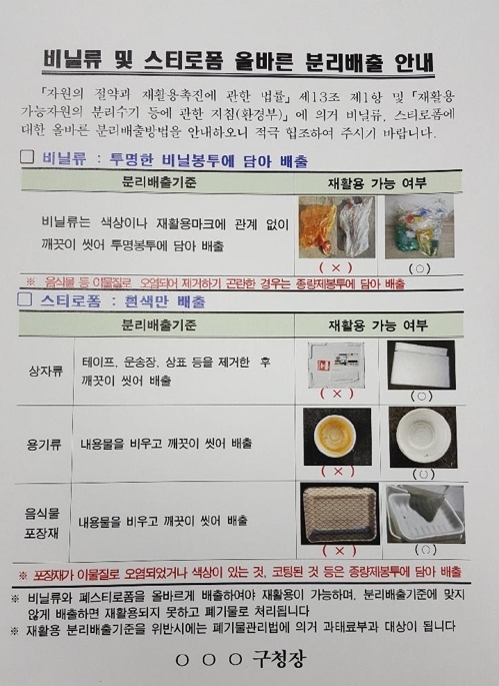 비닐류 및 스티로폼 올바른 분리배출 안내
「자원의 절약과 재활용촉진에 관한 법률」 제13조 제1항 및 「재활용
가능자원의 분리수기 등에 관한 지침(환경부)」에 의거 비닐류, 스티로폼에
대한 올바른 분리배출방법을 안내하오니 적극 협조하여 주시기 바랍니다.
□ 비닐류 : 투명한 비닐봉투에 담아 배출
분리배출기준 재활용 가능 여부
비닐류는 색상이나 재활용마크에 관계 없이
깨끗이 씻어 투명봉투에 담아 배출
(×) (○)
※ 음식물 등 이물질로 오염되어 제거하기 곤란한 경우는 종량제봉투에 담아 배출
□ 스티로폼 : 흰색만 배출
분리배출기준 재활용 가능 여부
상자류
테이프, 운송장, 상표 등을 제거한 후
깨끗이 씻어 배출
(×) (○)
용기류 내용물을 비우고 깨끗이 씻어 배출
(×) (○)
음식물
포장재
내용물을 비우고 깨끗이 씻어 배출
(×) (○)
※ 포장재가 이물질로 오염되었거나 색상이 있는 것, 코팅된 것 등은 종량제봉투에 담아 배출
※ 비닐류와 폐스티로폼을 올바르게 배출하여야 재활용이 가능하며, 분리배출기준에 맞지
않게 배출하면 재활용되지 못하고 폐기물로 처리됩니다
※ 재활용 분리배출기준을 위반시에는 폐기물관리법에 의거 과태료부과 대상이 됩니다
○ ○ ○ 구청장